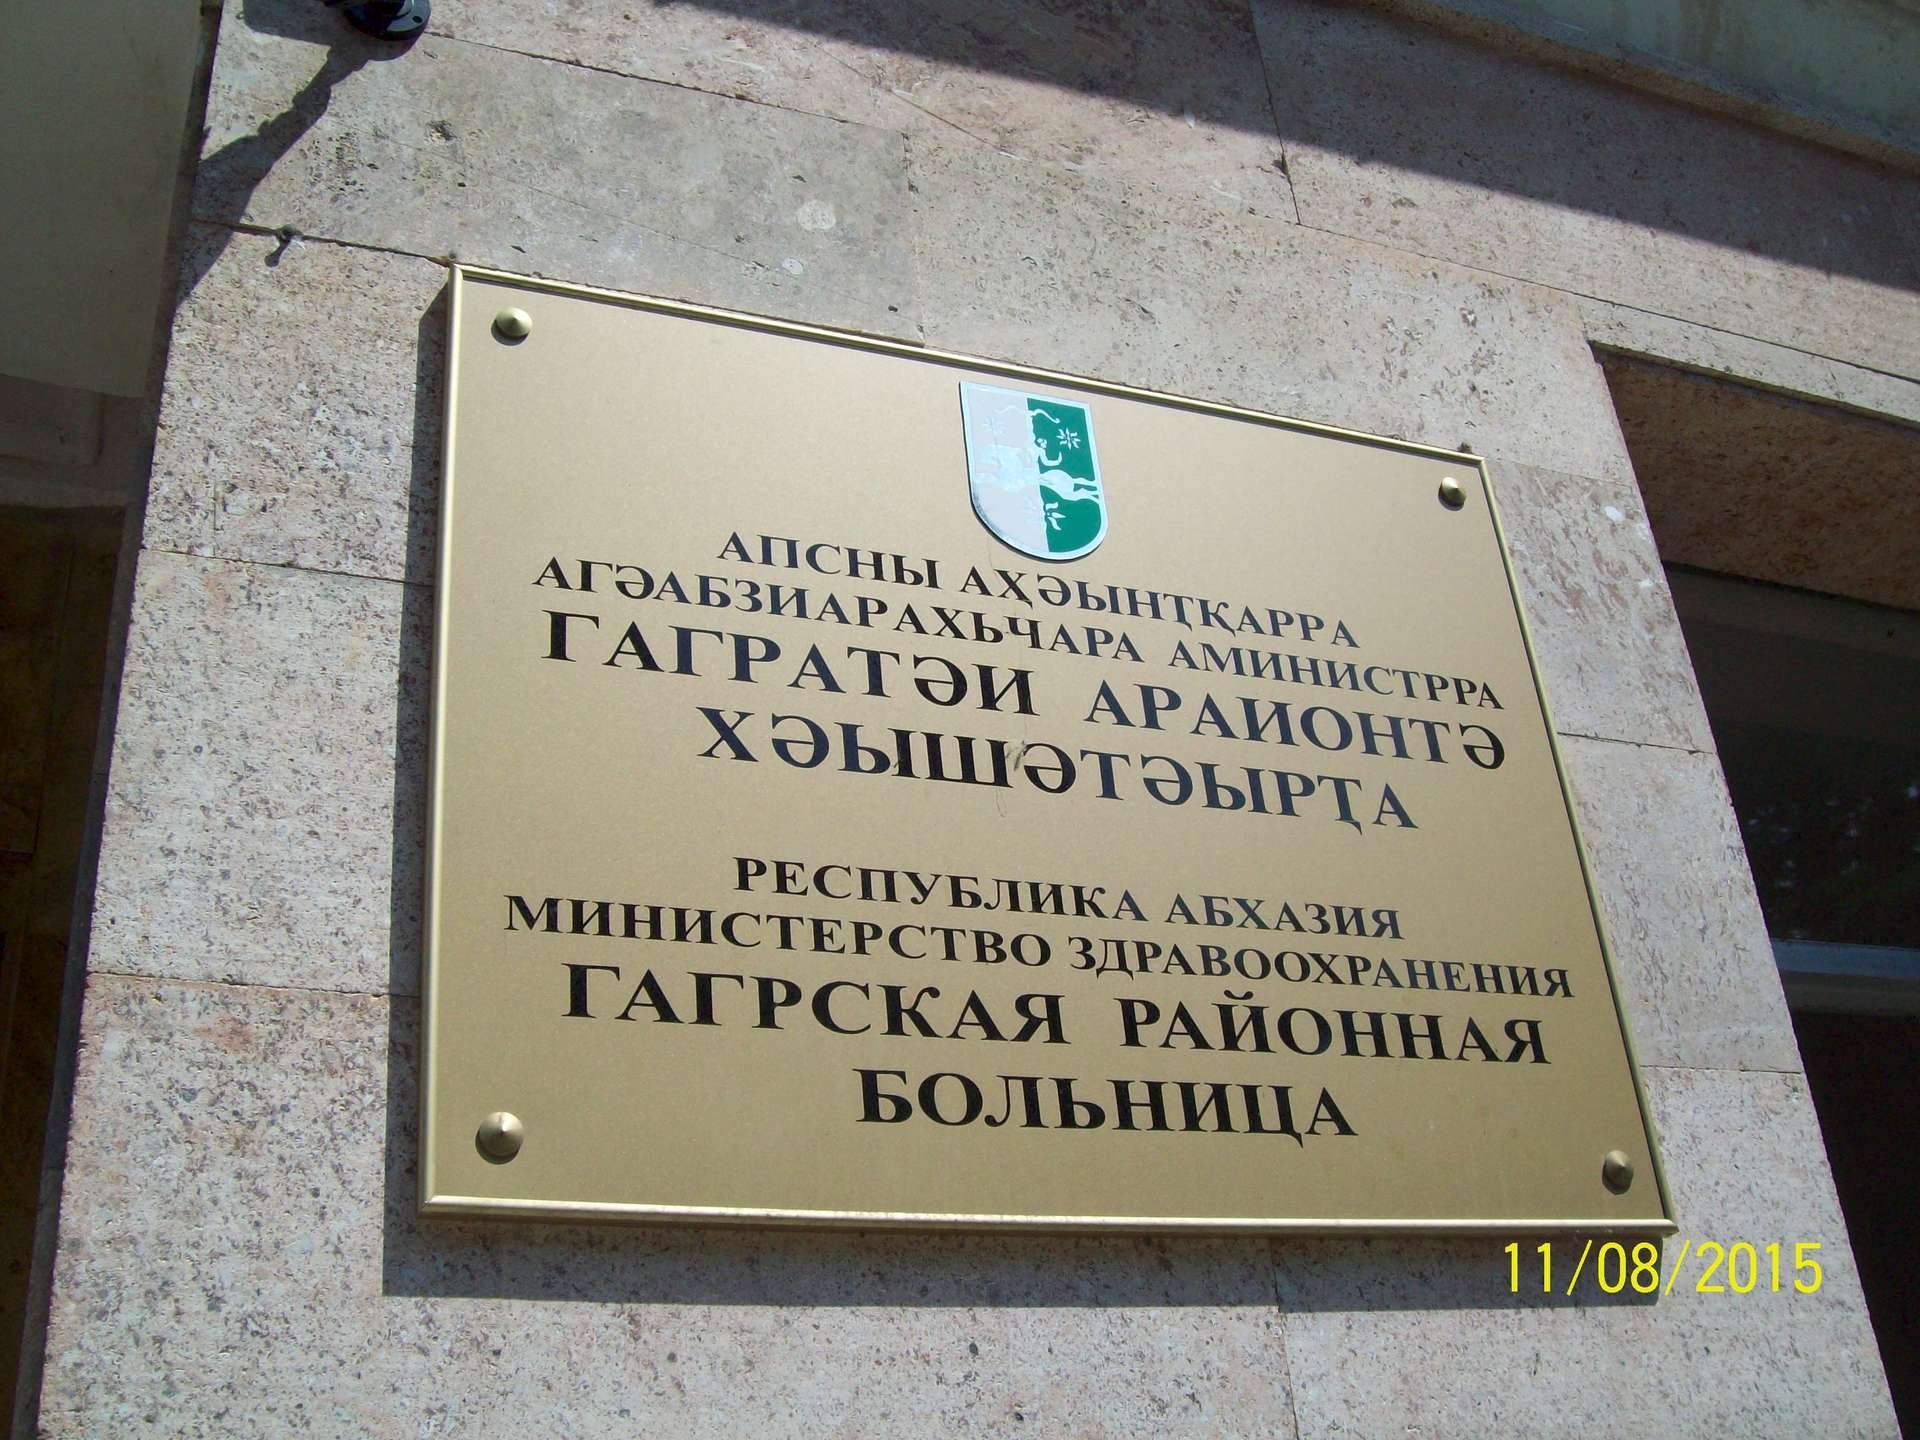 АПСНЫ АҲӘЫНҬҚАРРА
АГӘАБЗИАРАХЬЧАРА АМИНИСТРРА
ГАГРАТӘИ АРАИОНТӘ
ХӘЫШӘТӘЫРҬА
РЕСПУБЛИКА АБХАЗИЯ
МИНИСТЕРСТВО ЗДРАВООХРАНЕНИЯ
ГАГРСКАЯ РАЙОННАЯ
БОЛЬНИЦА
11/08/2015